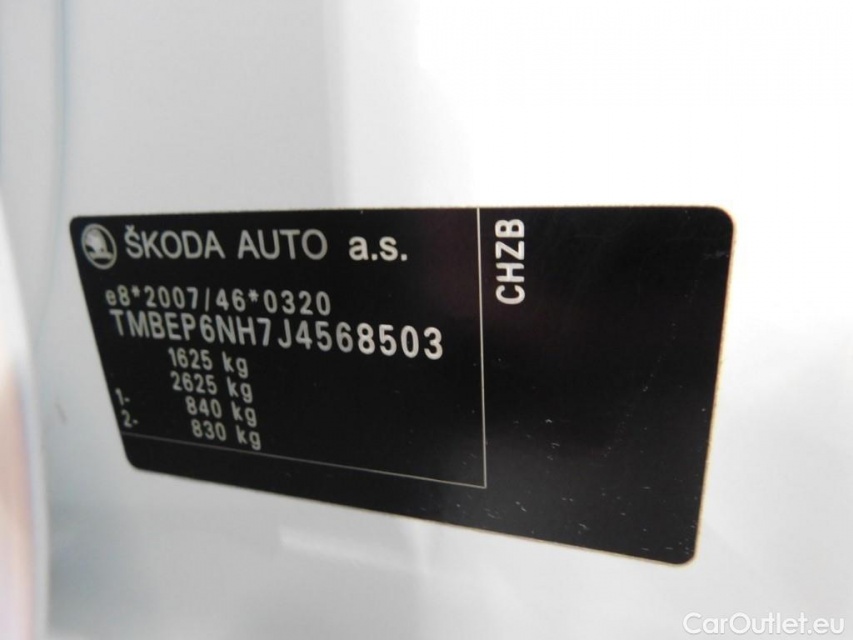 ŠKODA AUTO a.s.
e8*2007/46*0320
TMBEP6NH7J4568503
1625 kg
2625 kg
1- 840 kg
2- 830 kg
CHZB
CarOutlet.eu